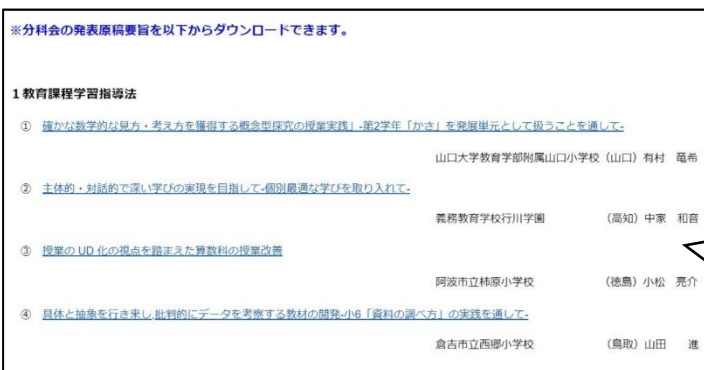 ※分科会の発表原稿要旨を以下からダウンロードできます。
1 教育課程学習指導法
① 確かな数学的な見方・考え方を獲得する概念型探究の授業実践」-第2学年「かさ」を発展単元として扱うことを通して-
山口大学教育学部附属山口小学校（山口）有村　竜希
② 主体的・対話的で深い学びの実現を目指して-個別最適な学びを取り入れて-
義務教育学校行川学園　（高知）中家　和音
③ 授業の UD 化の視点を踏まえた算数科の授業改善
阿波市立柿原小学校　（徳島）小松　亮介
④ 具体と抽象を行き来し,批判的にデータを考察する教材の開発-小6「資料の調べ方」の実践を通して-
倉吉市立西郷小学校　（鳥取）山田　進